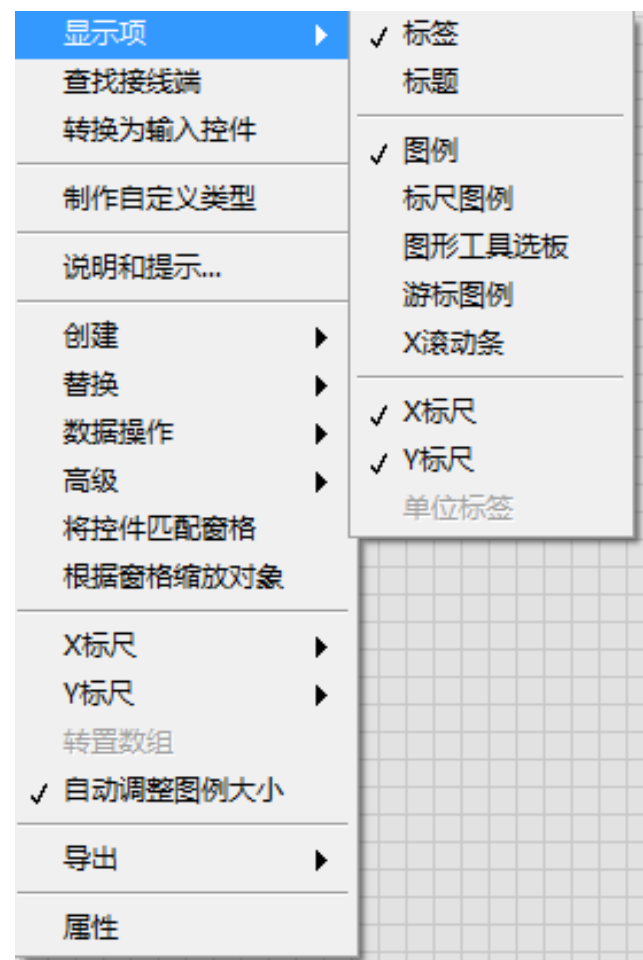 显示项
查找接线端
转换为输入控件
制作自定义类型
说明和提示...
创建
替换
数据操作
高级
将控件匹配窗格
根据窗格缩放对象
X标尺
Y标尺
转置数组
自动调整图例大小
导出
属性
标签
标题
图例
标尺图例
图形工具选板
游标图例
X滚动条
X标尺
Y标尺
单位标签